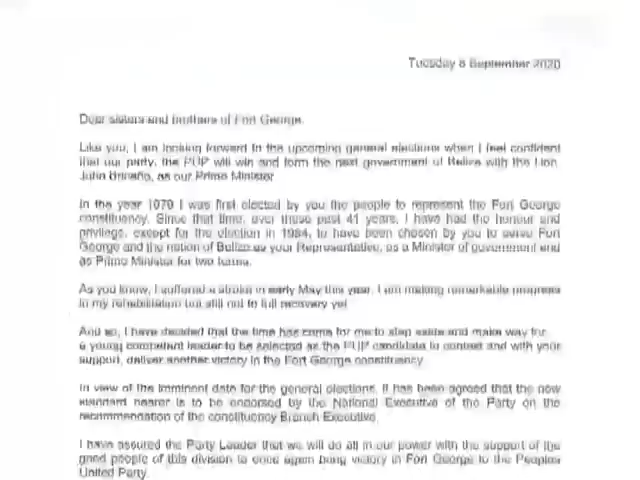 Tuesday 8 September 2020
Dear sisters and brothers of Fort George
Like you, I am looking forward to the upcoming general elections when I feel confident
that our party, the PUP will win and form the next government of Belize with the Hon.
John Briceño, as our Prime Minister
In the year 1979 I was first elected by you the people to represent the Fort George
constituency. Since that time, over these past 41 years, I have had the honour and
privilege, except for the election in 1984, to have been chosen by you to serve Fort
George and the nation of Belize as your Representative, as a Minister of government and
as Prime Minister for two terms.
As you know, I suffered a stroke in early May this year. I am making remarkable progress
in my rehabilitation but still not to full recovery yet
And so, I have decided that the time has come for me to step aside and make way for
a young competent leader to be selected as the PUP candidate to contest and with your
support, deliver another victory in the Fort George constituency
In view of the imminent date for the general elections, it has been agreed that the new
standard bearer is to be endorsed by the National Executive of the Party on the
recommendation of the constituency Branch Executive.
I have assured the Party Leader that we will do all in our power with the support of the
good people of this division to once again bring victory in Fort George to the Peoples
United Party.